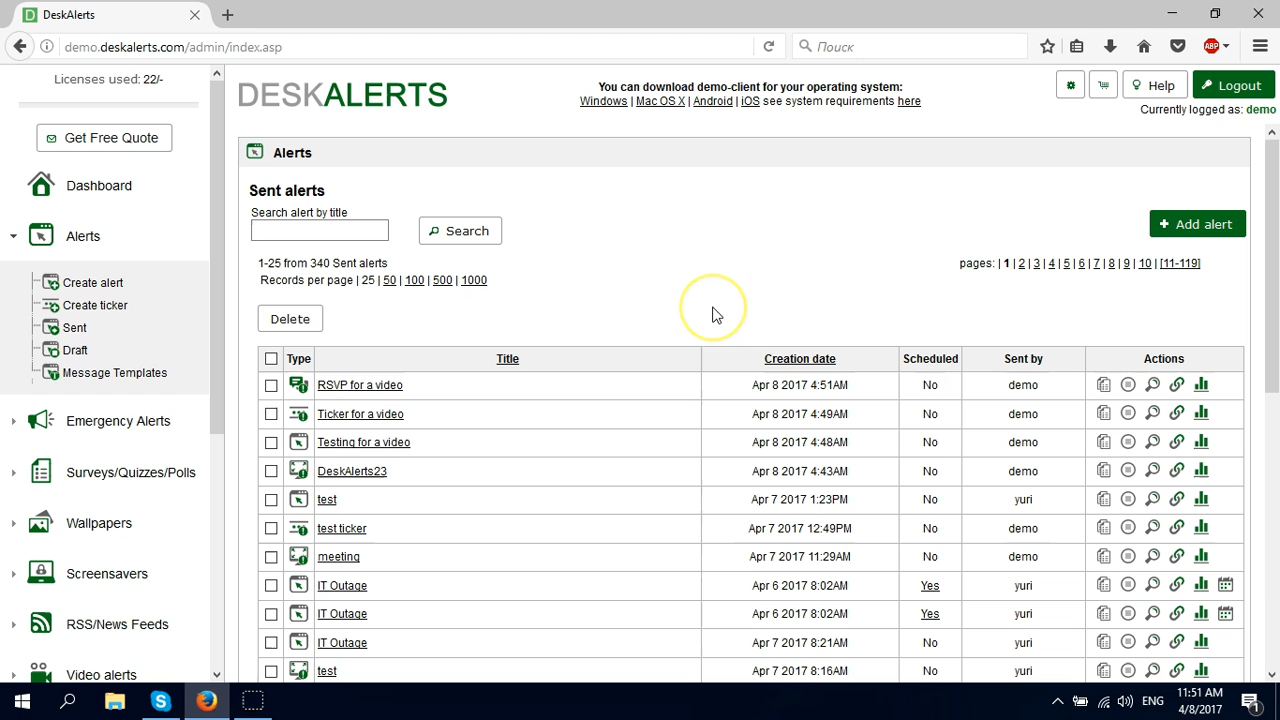 DeskAlerts
demo.deskalerts.com/admin/index.asp
Поиск
ABP
Licenses used: 22/-
Get Free Quote
Dashboard
Alerts
Create alert
Create ticker
Sent
Draft
Message Templates
Emergency Alerts
Surveys/Quizzes/Polls
Wallpapers
Screensavers
RSS/News Feeds
Video alerts
DESKALERTS
You can download demo-client for your operating system:
Windows | Mac OS X | Android | iOS see system requirements here
Help
Logout
Currently logged as: demo
Alerts
Sent alerts
Search alert by title
Search
+ Add alert
1-25 from 340 Sent alerts
pages: | 1 | 2 | 3 | 4 | 5 | 6 | 7 | 8 | 9 | 10 | [11-119]
Records per page | 25 | 50 | 100 | 500 | 1000
Delete
Type Title Creation date Scheduled Sent by Actions
RSVP for a video Apr 8 2017 4:51AM No demo
Ticker for a video Apr 8 2017 4:49AM No demo
Testing for a video Apr 8 2017 4:48AM No demo
DeskAlerts23 Apr 8 2017 4:43AM No demo
test Apr 7 2017 1:23PM No yuri
test ticker Apr 7 2017 12:49PM No demo
meeting Apr 7 2017 11:29AM No demo
IT Outage Apr 6 2017 8:02AM Yes yuri
IT Outage Apr 6 2017 8:02AM Yes yuri
IT Outage Apr 7 2017 8:21AM No yuri
test Apr 7 2017 8:16AM No yuri
ENG
11:51 AM
4/8/2017
1